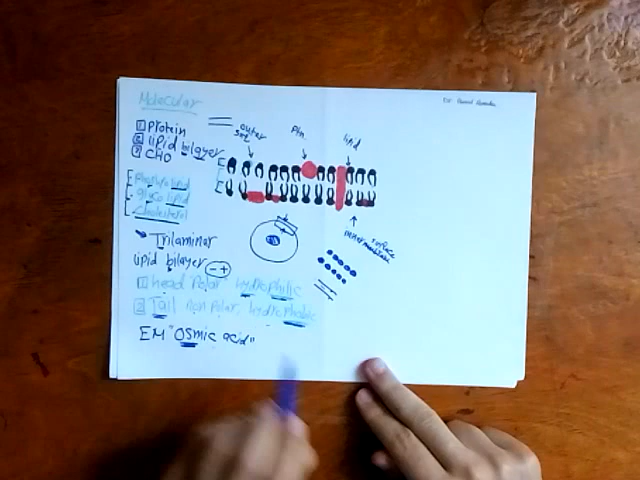 Molecular
1 Protein
2 lipid bilayer
3 CHO
outer
Ptn
lipid
Phospholipid
glycolipid
Cholesterol
Trilaminar
lipid bilayer
- +
1 head Polar hydrophilic
2 Tail non Polar, hydrophobic
EM "Osmic acid"
surface